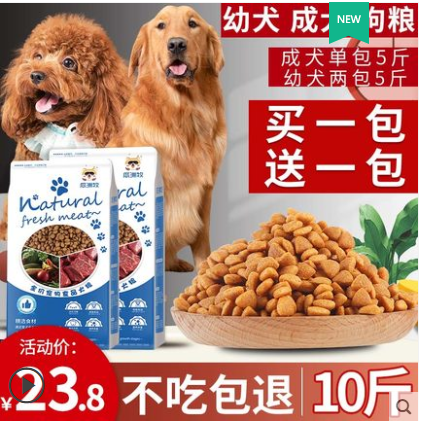 NEW
幼犬 成犬 狗粮
成犬单包5斤
幼犬两包5斤
买一包
送一包
natural
fresh meat~
活动价:
¥23.8
不吃包退
10斤